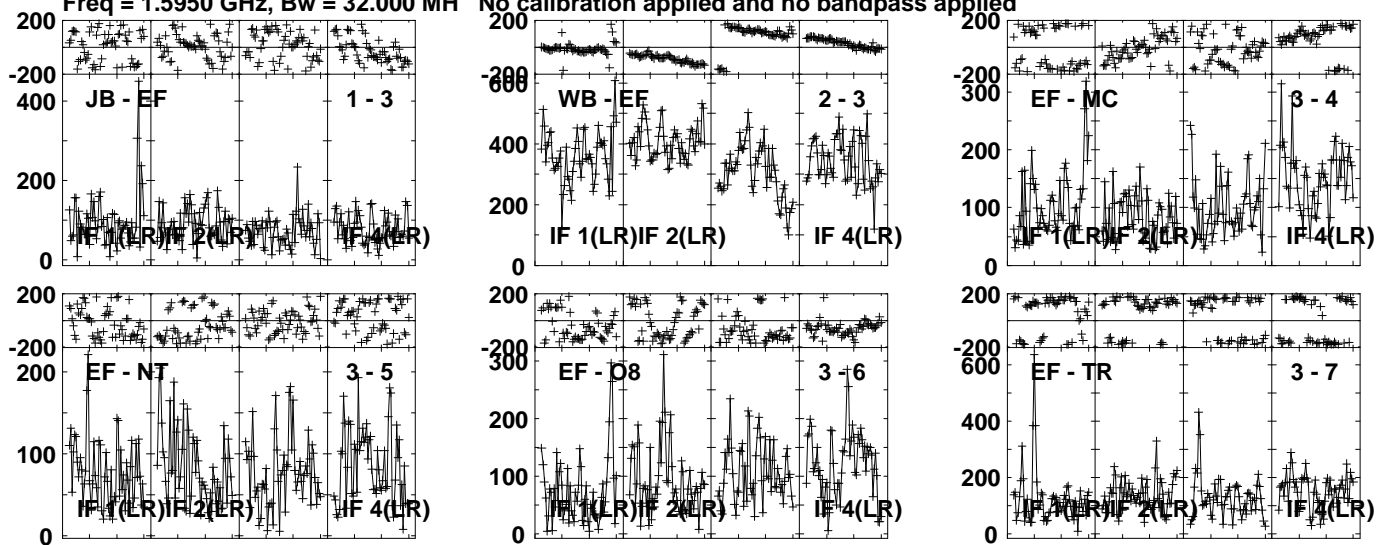 Freq = 1.5950 GHz, Bw = 32.000 MH No calibration applied and no bandpass applied
200
-200
400
200
0
JB - EF
1 - 3
IF 1(LR)
IF 2(LR)
IF 4(LR)
200
-200
600
400
200
0
WB - EF
2 - 3
IF 1(LR)
IF 2(LR)
IF 4(LR)
200
-200
300
200
100
0
EF - MC
3 - 4
IF 1(LR)
IF 2(LR)
IF 4(LR)
200
-200
200
100
0
EF - NT
3 - 5
IF 1(LR)
IF 2(LR)
IF 4(LR)
200
-200
300
200
100
0
EF - O8
3 - 6
IF 1(LR)
IF 2(LR)
IF 4(LR)
200
-200
600
400
200
0
EF - TR
3 - 7
IF 1(LR)
IF 2(LR)
IF 4(LR)